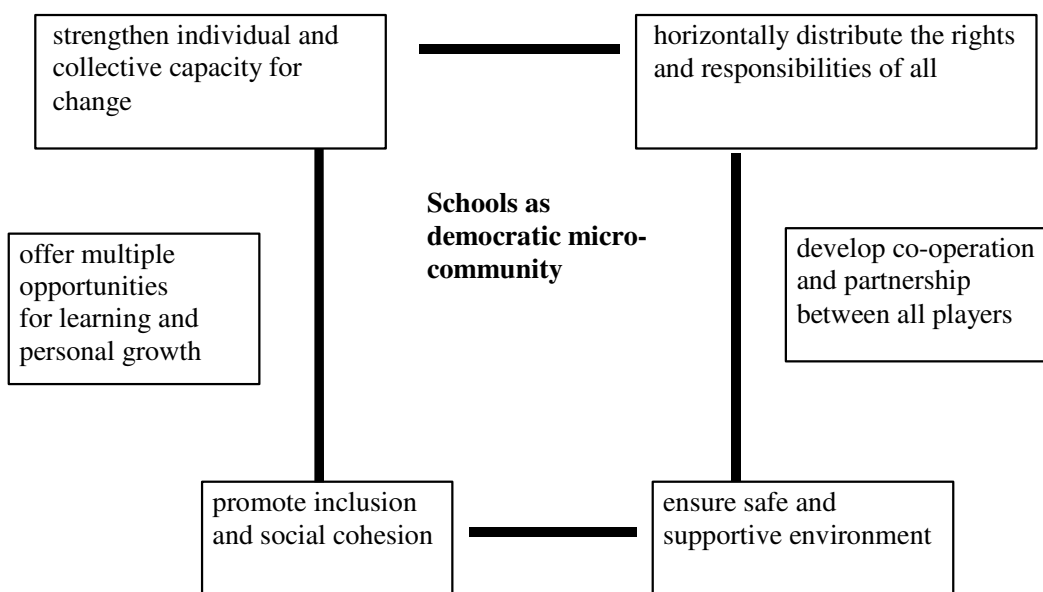 strengthen individual and
collective capacity for
change
horizontally distribute the rights
and responsibilities of all
Schools as
democratic micro-
community
offer multiple
opportunities
for learning and
personal growth
develop co-operation
and partnership
between all players
promote inclusion
and social cohesion
ensure safe and
supportive environment